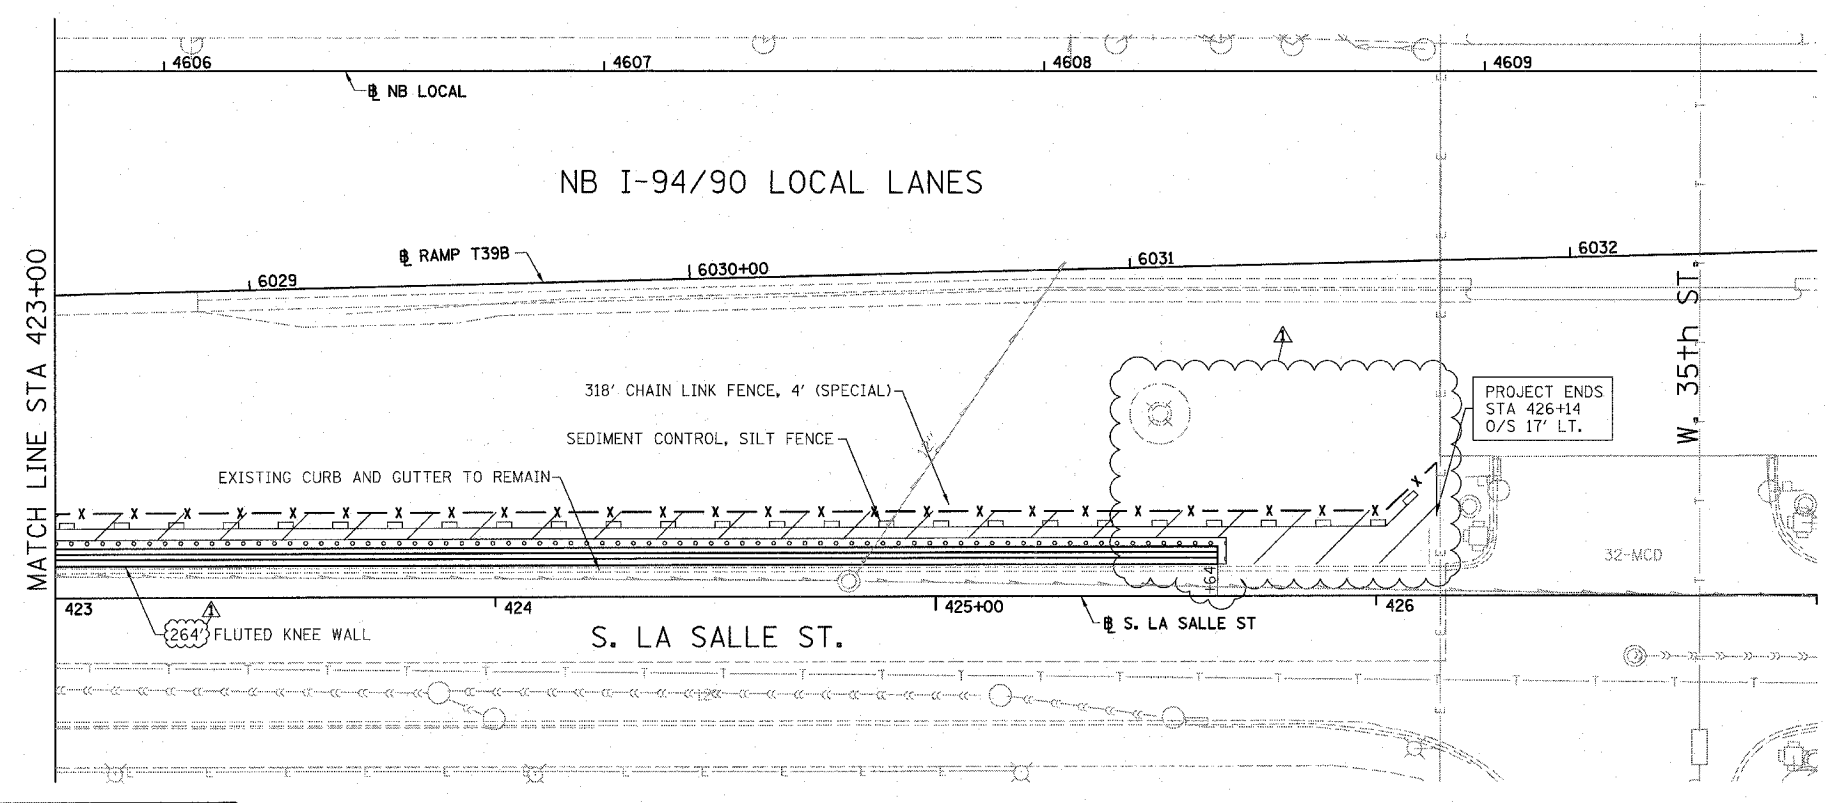 4606
4607
4608
4609
℄ NB LOCAL
NB I-94/90 LOCAL LANES
℄ RAMP T39B
6029
6030+00
6031
6032
MATCH LINE STA 423+00
W. 35th ST.
1
318' CHAIN LINK FENCE, 4' (SPECIAL)
12"
PROJECT ENDS
STA 426+14
O/S 17' LT.
SEDIMENT CONTROL, SILT FENCE
EXISTING CURB AND GUTTER TO REMAIN
32-MCD
+64
423
424
425+00
426
1
264' FLUTED KNEE WALL
S. LA SALLE ST.
℄ S. LA SALLE ST